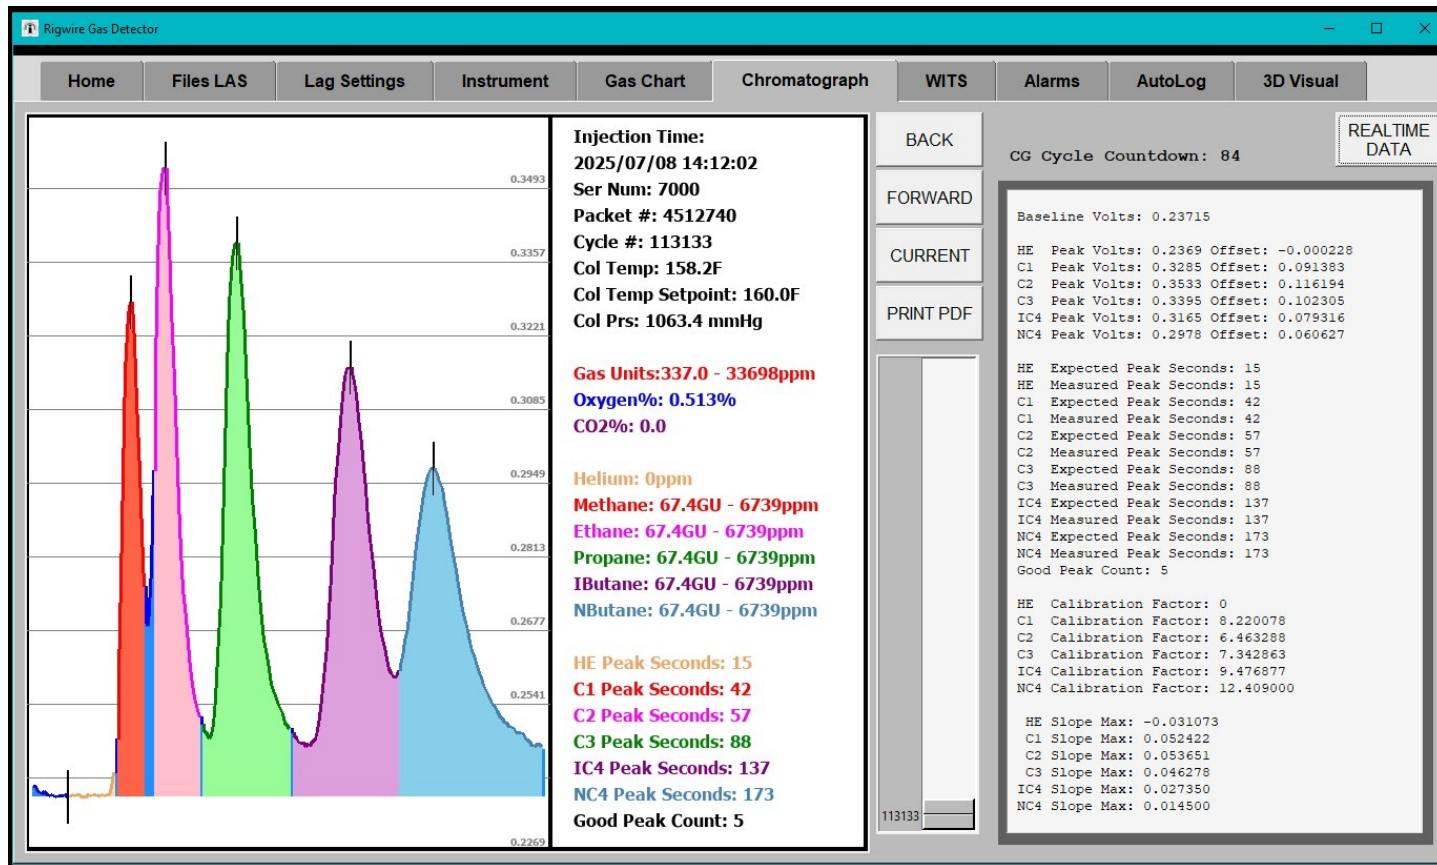 Rigwire Gas Detector
Home
Files LAS
Lag Settings
Instrument
Gas Chart
Chromatograph
WITS
Alarms
AutoLog
3D Visual
0.3493
0.3357
0.3221
0.3085
0.2949
0.2813
0.2677
0.2541
0.2269
Injection Time:
2025/07/08 14:12:02
Ser Num: 7000
Packet #: 4512740
Cycle #: 113133
Col Temp: 158.2F
Col Temp Setpoint: 160.0F
Col Prs: 1063.4 mmHg
Gas Units:337.0 - 33698ppm
Oxygen%: 0.513%
CO2%: 0.0
Helium: 0ppm
Methane: 67.4GU - 6739ppm
Ethane: 67.4GU - 6739ppm
Propane: 67.4GU - 6739ppm
IButane: 67.4GU - 6739ppm
NButane: 67.4GU - 6739ppm
HE Peak Seconds: 15
C1 Peak Seconds: 42
C2 Peak Seconds: 57
C3 Peak Seconds: 88
IC4 Peak Seconds: 137
NC4 Peak Seconds: 173
Good Peak Count: 5
BACK
FORWARD
CURRENT
PRINT PDF
113133
CG Cycle Countdown: 84
REALTIME
DATA
Baseline Volts: 0.23715
HE Peak Volts: 0.2369 Offset: -0.000228
C1 Peak Volts: 0.3285 Offset: 0.091383
C2 Peak Volts: 0.3533 Offset: 0.116194
C3 Peak Volts: 0.3395 Offset: 0.102305
IC4 Peak Volts: 0.3165 Offset: 0.079316
NC4 Peak Volts: 0.2978 Offset: 0.060627
HE Expected Peak Seconds: 15
HE Measured Peak Seconds: 15
C1 Expected Peak Seconds: 42
C1 Measured Peak Seconds: 42
C2 Expected Peak Seconds: 57
C2 Measured Peak Seconds: 57
C3 Expected Peak Seconds: 88
C3 Measured Peak Seconds: 88
IC4 Expected Peak Seconds: 137
IC4 Measured Peak Seconds: 137
NC4 Expected Peak Seconds: 173
NC4 Measured Peak Seconds: 173
Good Peak Count: 5
HE Calibration Factor: 0
C1 Calibration Factor: 8.220078
C2 Calibration Factor: 6.463288
C3 Calibration Factor: 7.342863
IC4 Calibration Factor: 9.476877
NC4 Calibration Factor: 12.409000
HE Slope Max: -0.031073
C1 Slope Max: 0.052422
C2 Slope Max: 0.053651
C3 Slope Max: 0.046278
IC4 Slope Max: 0.027350
NC4 Slope Max: 0.014500